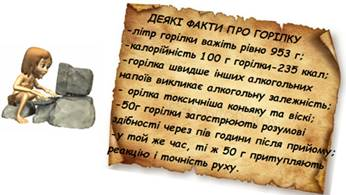 ДЕЯКІ ФАКТИ ПРО ГОРІЛКУ
-літр горілки важіть рівно 953 г;
-калорійність 100 г горілки-235 ккал;
-горілка швидше інших алкогольних
напоїв викликає алкогольну залежність;
- орілка токсичніша коньяку та віскі;
-50г горілки загострюють розумові
здібності через пів години після прийому;
-у той же час, ті ж 50 г притупляють
реакцію і точність руху.